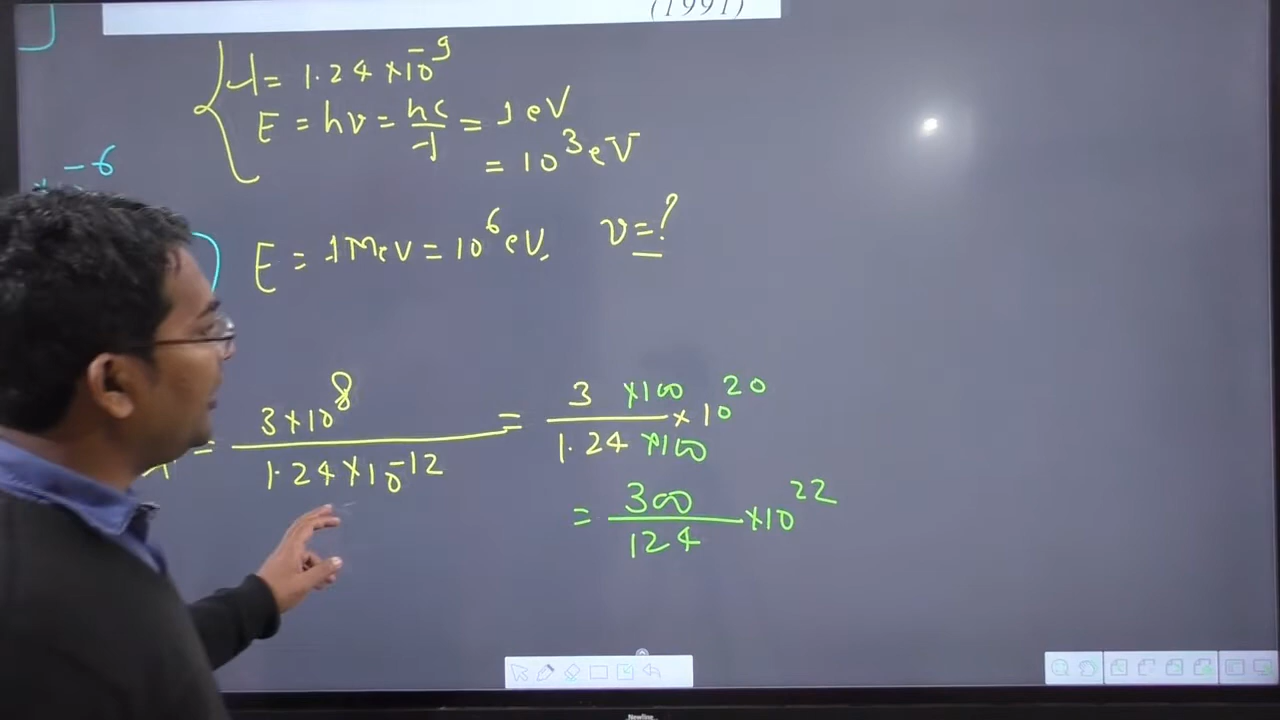 (1991)
λ = 1.24 × 10⁻⁹
E = hν = hc/λ = 1 eV
= 10³ eV
-6
E = 1 MeV = 10⁶ eV, ν = ?
= 3×10⁸ / 1.24×10⁻¹² = 3 ×100 / 1.24 ×100 × 10²⁰
= 300 / 124 × 10²²
Newline